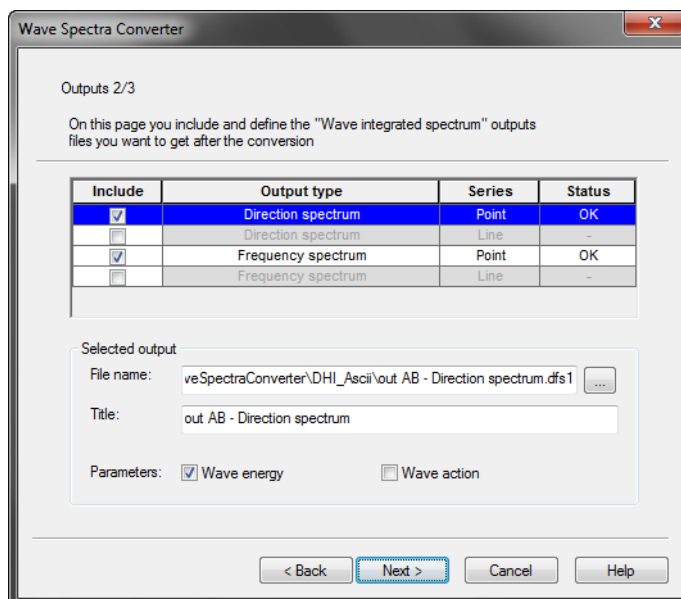 Wave Spectra Converter
Outputs 2/3
On this page you include and define the "Wave integrated spectrum" outputs
files you want to get after the conversion
Include Output type Series Status
Direction spectrum Point OK
Direction spectrum Line -
Frequency spectrum Point OK
Frequency spectrum Line -
Selected output
File name: veSpectraConverter\DHI_Ascii\out AB - Direction spectrum.dfs1 ...
Title: out AB - Direction spectrum
Parameters: Wave energy Wave action
< Back Next > Cancel Help